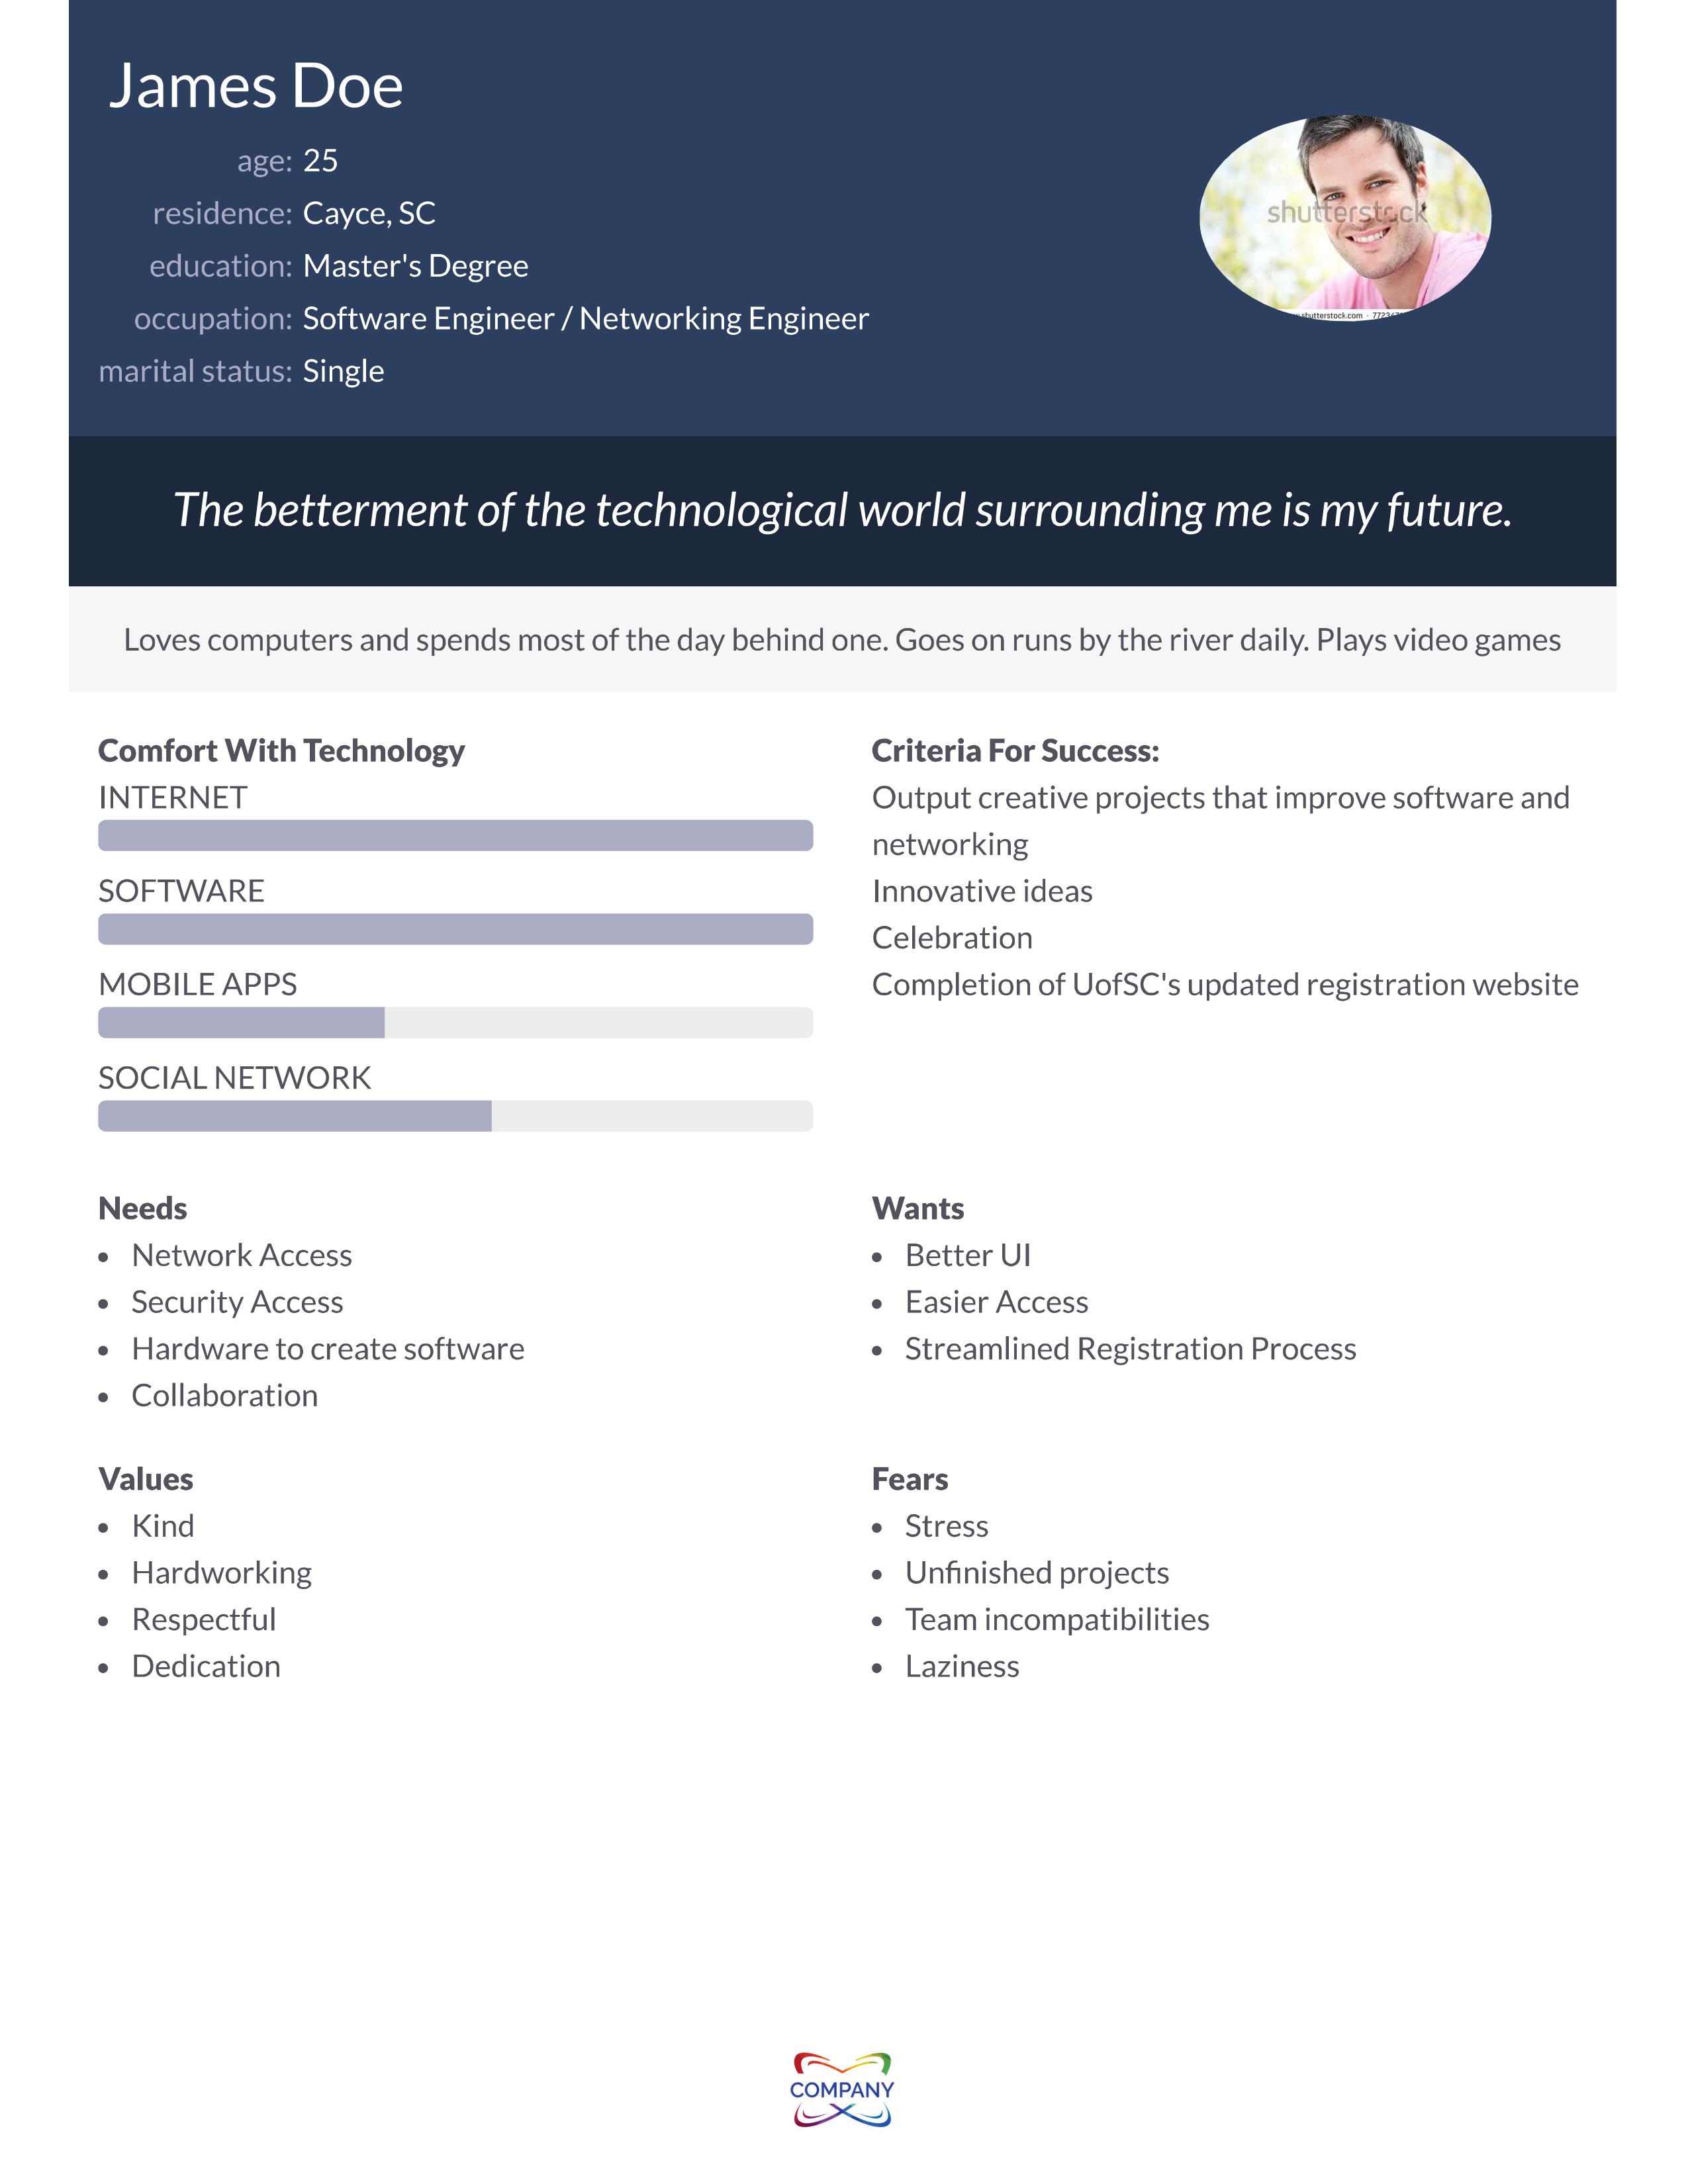 James Doe
age: 25
residence: Cayce, SC
education: Master's Degree
occupation: Software Engineer / Networking Engineer
marital status: Single
shutterstock
shutterstock.com
The betterment of the technological world surrounding me is my future.
Loves computers and spends most of the day behind one. Goes on runs by the river daily. Plays video games
Comfort With Technology
INTERNET
SOFTWARE
MOBILE APPS
SOCIAL NETWORK
Criteria For Success:
Output creative projects that improve software and
networking
Innovative ideas
Celebration
Completion of UofSC's updated registration website
Needs
• Network Access
• Security Access
• Hardware to create software
• Collaboration
Wants
• Better UI
• Easier Access
• Streamlined Registration Process
Values
• Kind
• Hardworking
• Respectful
• Dedication
Fears
• Stress
• Unfinished projects
• Team incompatibilities
• Laziness
COMPANY